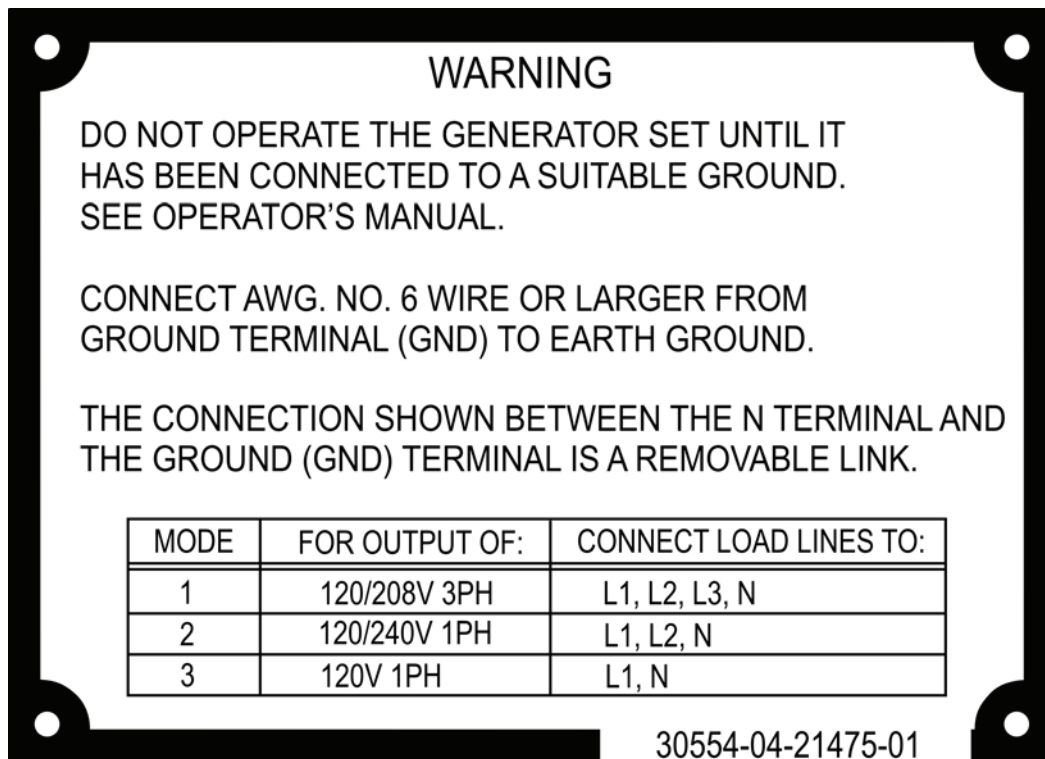 WARNING
DO NOT OPERATE THE GENERATOR SET UNTIL IT
HAS BEEN CONNECTED TO A SUITABLE GROUND.
SEE OPERATOR'S MANUAL.
CONNECT AWG. NO. 6 WIRE OR LARGER FROM
GROUND TERMINAL (GND) TO EARTH GROUND.
THE CONNECTION SHOWN BETWEEN THE N TERMINAL AND
THE GROUND (GND) TERMINAL IS A REMOVABLE LINK.
MODE FOR OUTPUT OF: CONNECT LOAD LINES TO:
1 120/208V 3PH L1, L2, L3, N
2 120/240V 1PH L1, L2, N
3 120V 1PH L1, N
30554-04-21475-01